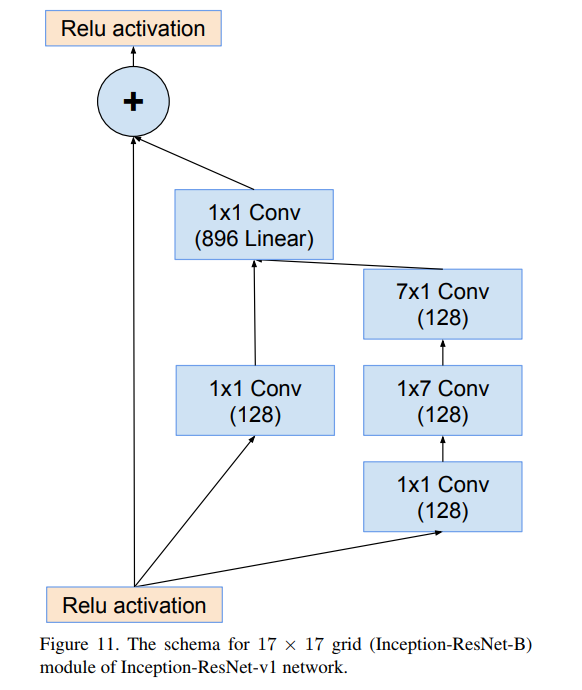 Relu activation
+
1x1 Conv
(896 Linear)
7x1 Conv
(128)
1x1 Conv
(128)
1x7 Conv
(128)
1x1 Conv
(128)
Relu activation
Figure 11. The schema for 17 × 17 grid (Inception-ResNet-B)
module of Inception-ResNet-v1 network.